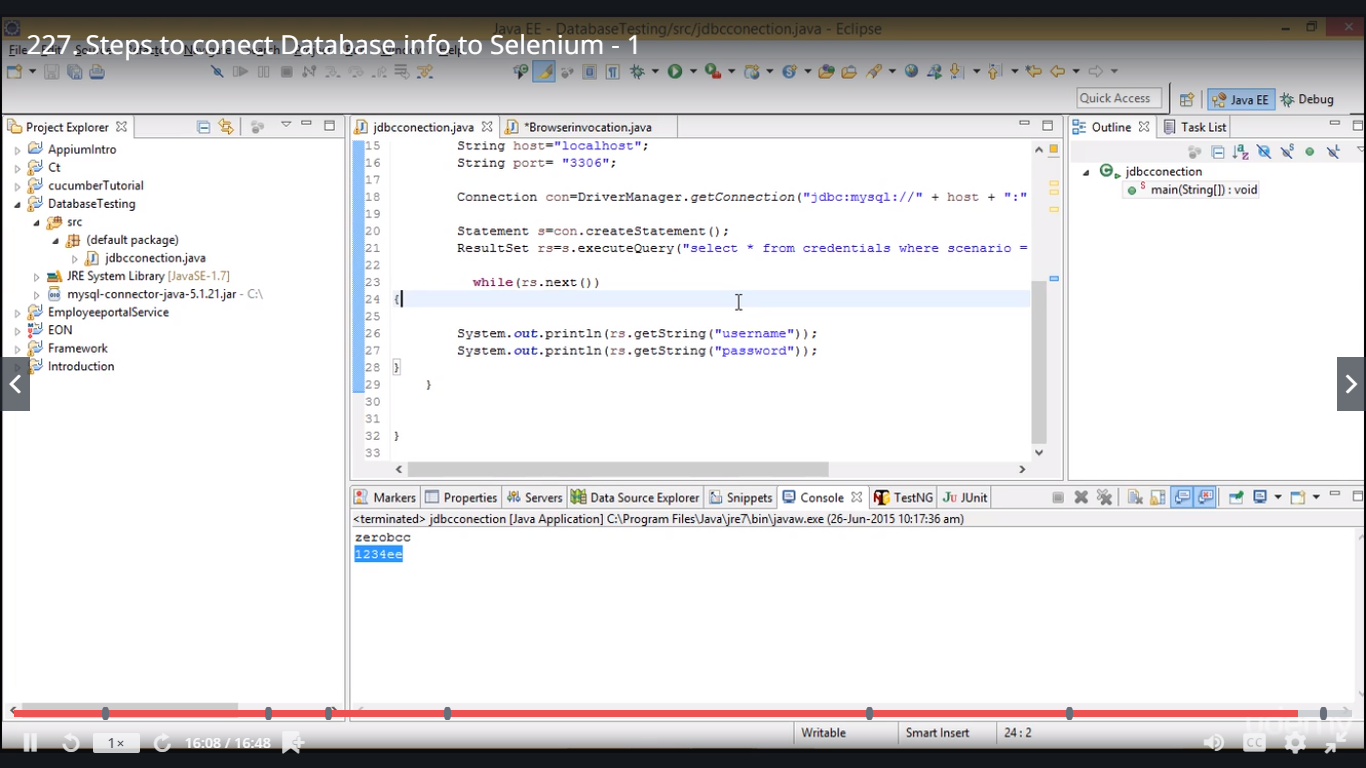 Java EE - DatabaseTesting/src/jdbcconection.java - Eclipse
227. Steps to conect Database info to Selenium - 1
Quick Access
Java EE
Debug
Project Explorer
jdbcconection.java
*Browserinvocation.java
Outline
Task List
AppiumIntro
Ct
cucumberTutorial
DatabaseTesting
src
(default package)
jdbcconection.java
JRE System Library [JavaSE-1.7]
mysql-connector-java-5.1.21.jar - C:\
EmployeeportalService
EON
Framework
Introduction
15 String host="localhost";
16 String port= "3306";
17
18 Connection con=DriverManager.getConnection("jdbc:mysql://" + host + ":"
19
20 Statement s=con.createStatement();
21 ResultSet rs=s.executeQuery("select * from credentials where scenario =
22
23 while(rs.next())
24 {
25
26 System.out.println(rs.getString("username"));
27 System.out.println(rs.getString("password"));
28 }
29 }
30
31
32 }
33
jdbcconection
main(String[]) : void
Markers
Properties
Servers
Data Source Explorer
Snippets
Console
TestNG
JUnit
<terminated> jdbcconection [Java Application] C:\Program Files\Java\jre7\bin\javaw.exe (26-Jun-2015 10:17:36 am)
zerobcc
1234ee
Writable
Smart Insert
24 : 2
1×
16:08 / 16:48
CC